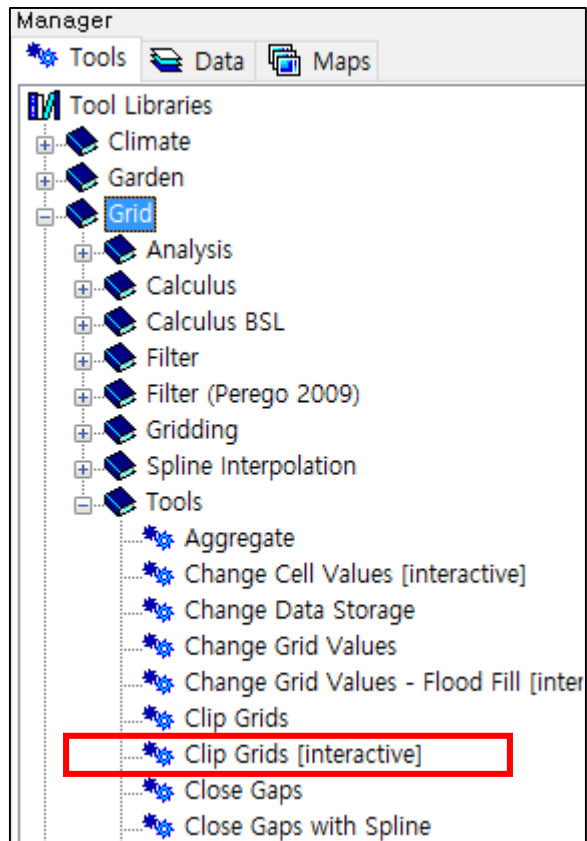 Manager
Tools Data Maps
Tool Libraries
Climate
Garden
Grid
Analysis
Calculus
Calculus BSL
Filter
Filter (Perego 2009)
Gridding
Spline Interpolation
Tools
Aggregate
Change Cell Values [interactive]
Change Data Storage
Change Grid Values
Change Grid Values - Flood Fill [inter
Clip Grids
Clip Grids [interactive]
Close Gaps
Close Gaps with Spline